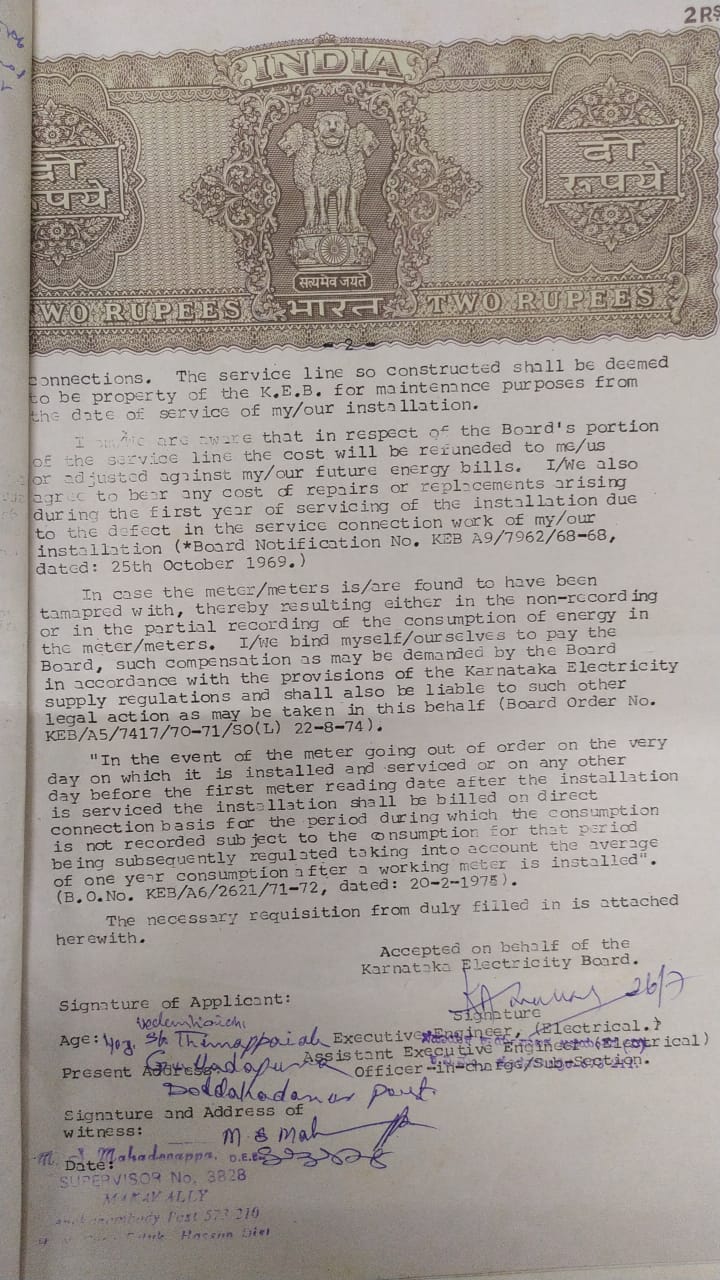 2RS
INDIA
दो
रूपये
दो
रूपये
सत्यमेव जयते
WO RUPEES भारत TWO RUPEES
- 2 -
connections. The service line so constructed shall be deemed
to be property of the K.E.B. for maintenance purposes from
the date of service of my/our installation.
I am/We are aware that in respect of the Board's portion
of the service line the cost will be refuneded to me/us
or adjusted against my/our future energy bills. I/We also
agree to bear any cost of repairs or replacements arising
during the first year of servicing of the installation due
to the defect in the service connection work of my/our
installation (*Board Notification No. KEB A9/7962/68-68,
dated: 25th October 1969.)
In case the meter/meters is/are found to have been
tamapred with, thereby resulting either in the non-recording
or in the partial recording of the consumption of energy in
the meter/meters. I/We bind myself/ourselves to pay the
Board, such compensation as may be demanded by the Board
in accordance with the provisions of the Karnataka Electricity
supply regulations and shall also be liable to such other
legal action as may be taken in this behalf (Board Order No.
KEB/A5/7417/70-71/SO(L) 22-8-74).
"In the event of the meter going out of order on the very
day on which it is installed and serviced or on any other
day before the first meter reading date after the installation
is serviced the installation shall be billed on direct
connection basis for the period during which the consumption
is not recorded subject to the consumption for that period
being subsequently regulated taking into account the average
of one year consumption after a working meter is installed".
(B.O.No. KEB/A6/2621/71-72, dated: 20-2-1975).
The necessary requisition from duly filled in is attached
herewith.
Accepted on behalf of the
Karnataka Electricity Board.
26/7
Signature of Applicant:
Signature
Age: Thimappaiah Executive Engineer, (Electrical.)
Assistant Executive Engineer (Electrical)
Present Address: Officer-in-charge/Sub-Section.
Doddakadanur Post
Signature and Address of
witness: M S
M. S. Mahadanappa. D.E.E.
Date:
SUPERVISOR No. 3828
MAKAVALLY
Post 573 210
Hassan Dist